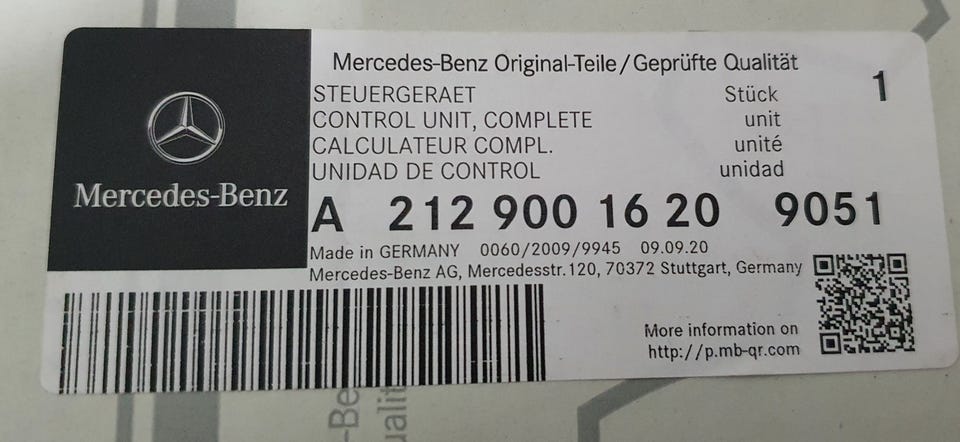 Mercedes-Benz
Mercedes-Benz Original-Teile/Geprüfte Qualität
STEUERGERAET Stück 1
CONTROL UNIT, COMPLETE unit
CALCULATEUR COMPL. unité
UNIDAD DE CONTROL unidad
A 212 900 16 20 9051
Made in GERMANY 0060/2009/9945 09.09.20
Mercedes-Benz AG, Mercedesstr.120, 70372 Stuttgart, Germany
More information on
http://p.mb-qr.com